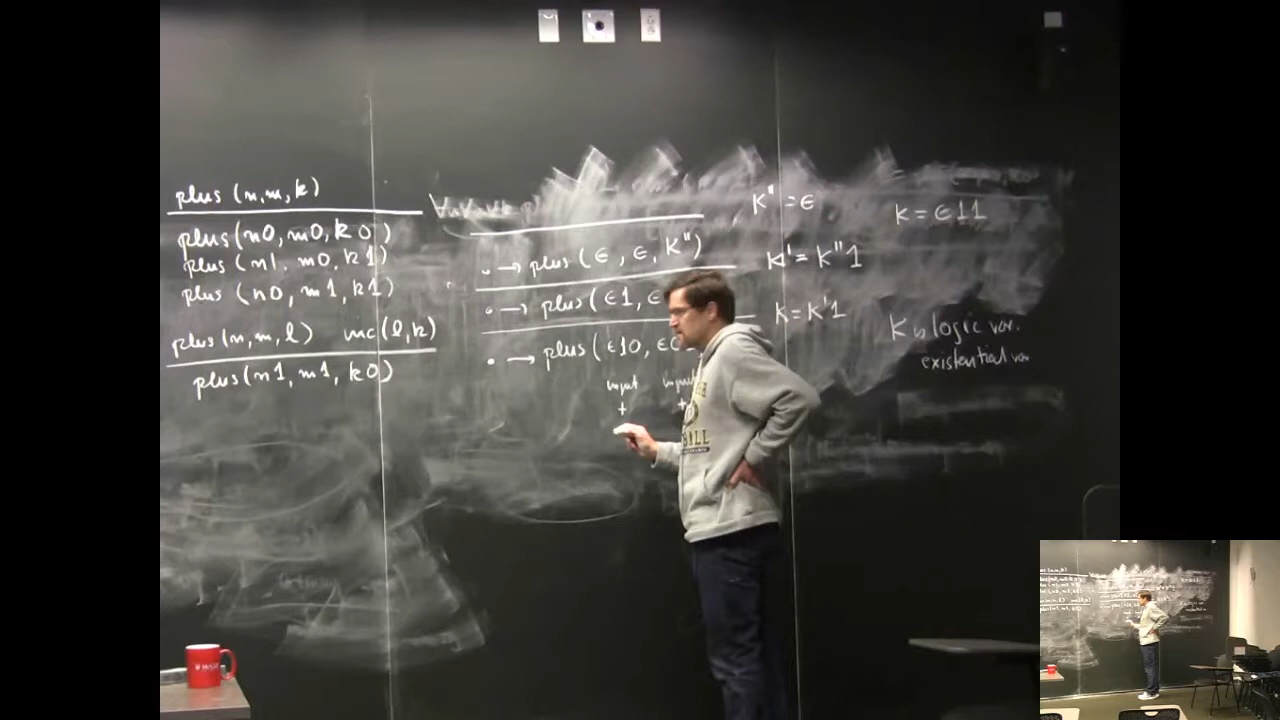 plus (n,m,k)
plus(n0, m0, k0)
plus(n1, m0, k1)
plus (n0, m1, k1)
plus(n,m,l) inc(l,k)
plus(n1, m1, k0)
K" = ϵ
• → plus (ϵ, ϵ, K")
K' = K"1
• → plus(ϵ1, ϵ
K=K'1
• → plus(ϵ10, ϵ0
input input
+ +
K = ϵ11
K is logic var.
existential var
BALL